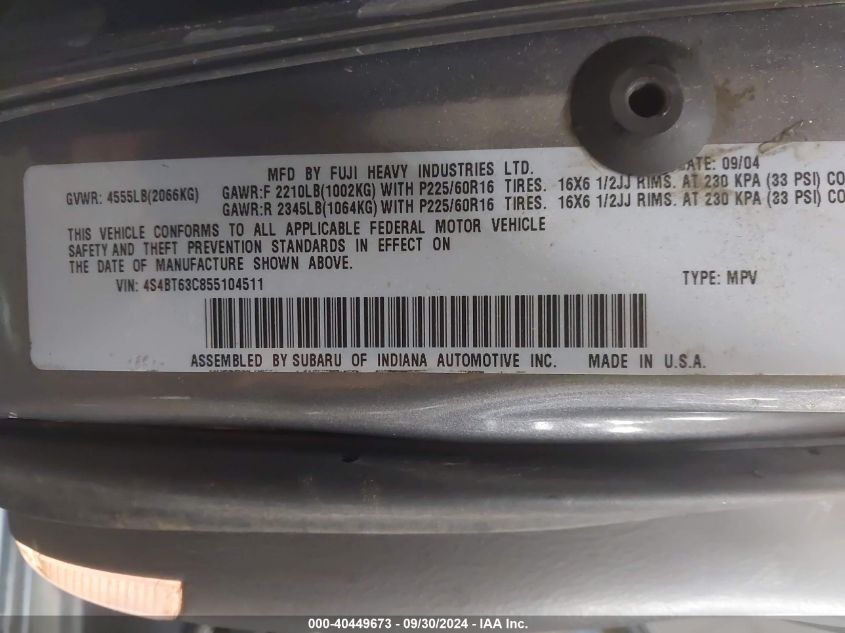 MFD BY FUJI HEAVY INDUSTRIES LTD. DATE: 09/04
GVWR: 4555LB(2066KG) GAWR:F 2210LB(1002KG) WITH P225/60R16 TIRES. 16X6 1/2JJ RIMS. AT 230 KPA (33 PSI) CO
GAWR:R 2345LB(1064KG) WITH P225/60R16 TIRES. 16X6 1/2JJ RIMS. AT 230 KPA (33 PSI) CO
THIS VEHICLE CONFORMS TO ALL APPLICABLE FEDERAL MOTOR VEHICLE
SAFETY AND THEFT PREVENTION STANDARDS IN EFFECT ON
THE DATE OF MANUFACTURE SHOWN ABOVE.
VIN: 4S4BT63C855104511 TYPE: MPV
ASSEMBLED BY SUBARU OF INDIANA AUTOMOTIVE INC. MADE IN U.S.A.
000-40449673 - 09/30/2024 - IAA Inc.